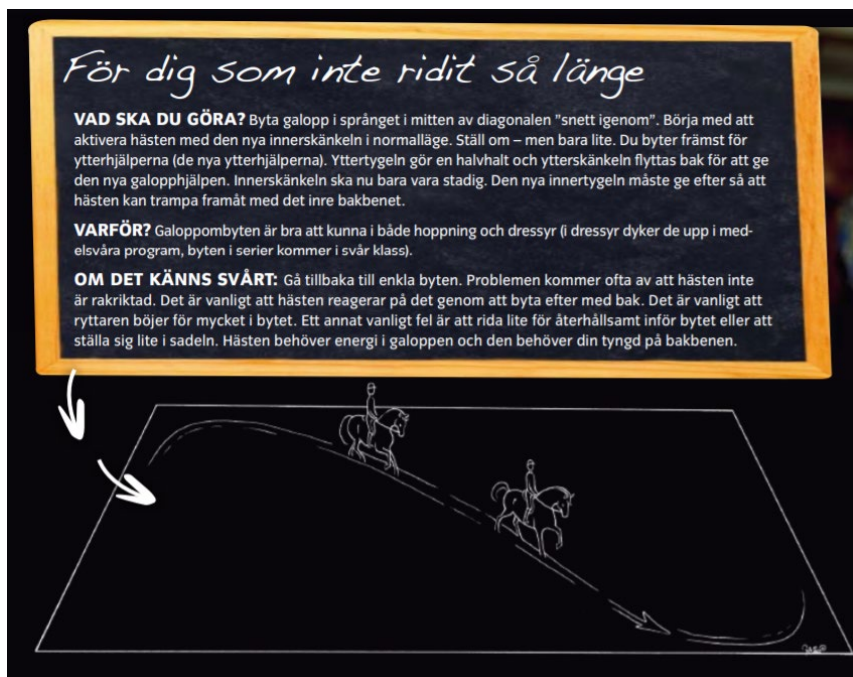 För dig som inte ridit så länge
VAD SKA DU GÖRA? Byta galopp i språnget i mitten av diagonalen "snett igenom". Börja med att
aktivera hästen med den nya innerskänkeln i normalläge. Ställ om – men bara lite. Du byter främst för
ytterhjälperna (de nya ytterhjälperna). Yttertygeln gör en halvhalt och ytterskänkeln flyttas bak för att ge
den nya galopphjälpen. Innerskänkeln ska nu bara vara stadig. Den nya innertygeln måste ge efter så att
hästen kan trampa framåt med det inre bakbenet.
VARFÖR? Galoppombyten är bra att kunna i både hoppning och dressyr (i dressyr dyker de upp i med-
elsvåra program, byten i serier kommer i svår klass).
OM DET KÄNNS SVÅRT: Gå tillbaka till enkla byten. Problemen kommer ofta av att hästen inte
är rakriktad. Det är vanligt att hästen reagerar på det genom att byta efter med bak. Det är vanligt att
ryttaren böjer för mycket i bytet. Ett annat vanligt fel är att rida lite för återhållsamt inför bytet eller att
ställa sig lite i sadeln. Hästen behöver energi i galoppen och den behöver din tyngd på bakbenen.